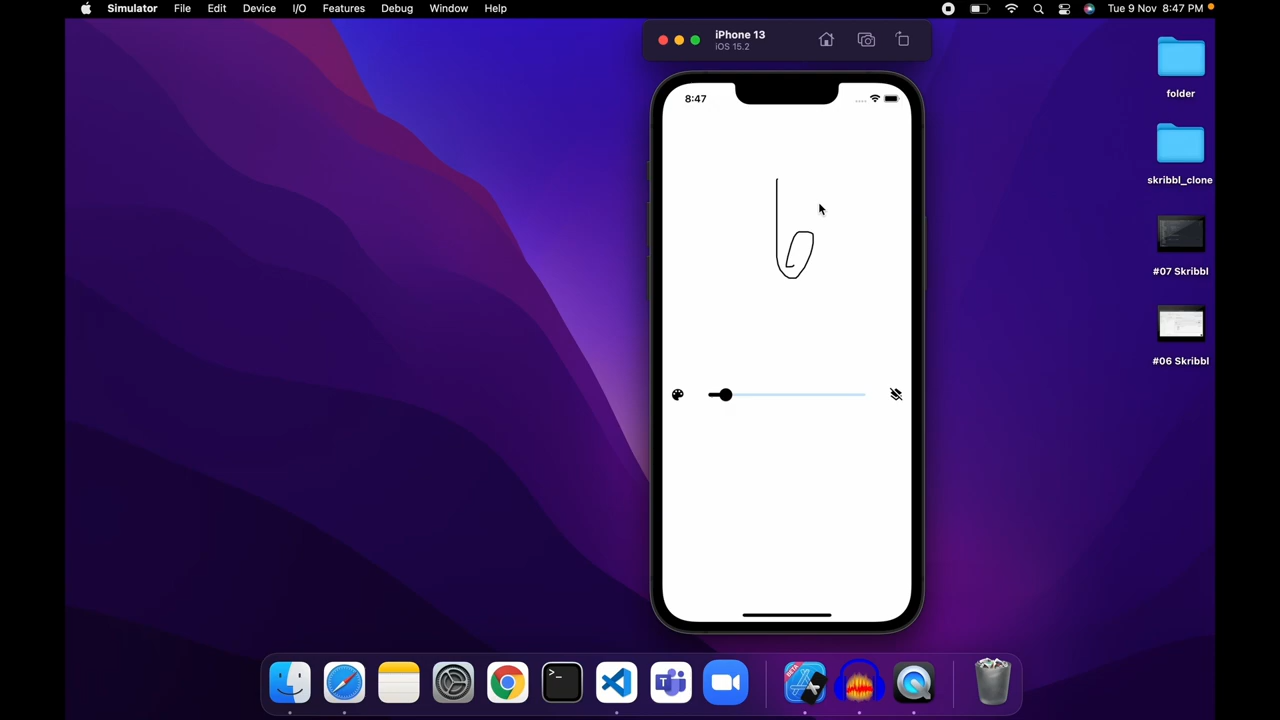 Simulator File Edit Device I/O Features Debug Window Help Tue 9 Nov 8:47 PM
iPhone 13
iOS 15.2
8:47
folder
skribbl_clone
#07 Skribbl
#06 Skribbl
BETA